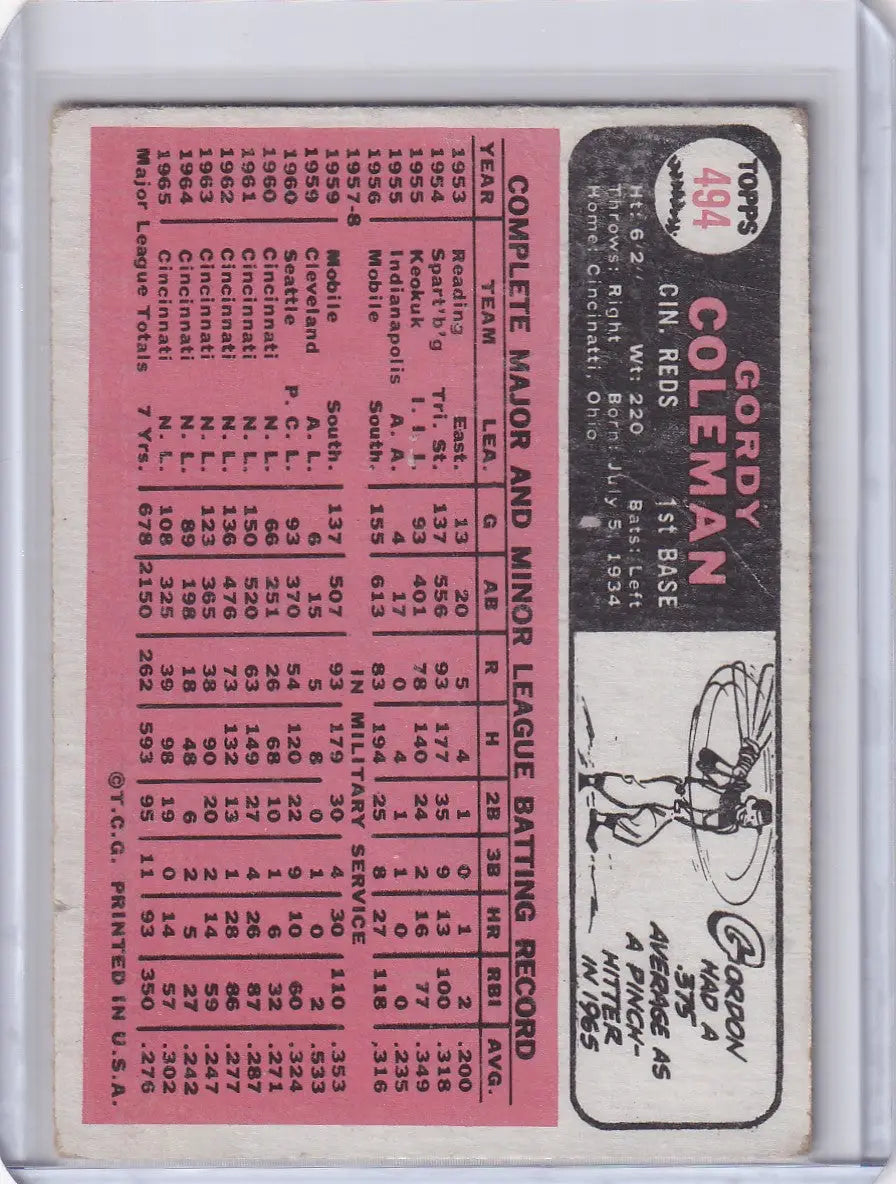 TOPPS
494
GORDY
COLEMAN
CIN. REDS 1st BASE
Ht: 6'2" Wt: 220 Bats: Left
Throws: Right Born: July 5, 1934
Home: Cincinatti, Ohio
GORDON
HAD A
.375
AVERAGE AS
A PINCH-
HITTER
IN 1965
COMPLETE MAJOR AND MINOR LEAGUE BATTING RECORD
YEAR TEAM LEA. G AB R H 2B 3B HR RBI AVG.
1953 Reading East. 13 20 5 4 1 0 1 2 .200
1954 Spart'b'g Tri. St. 137 556 93 177 35 9 13 100 .318
1955 Keokuk I. I. I. 93 401 78 140 24 2 16 77 .349
1955 Indianapolis A. A. 4 17 0 4 1 1 0 0 .235
1956 Mobile South. 155 613 83 194 25 8 27 118 .316
1957-8 IN MILITARY SERVICE
1959 Mobile South. 137 507 93 179 30 4 30 110 .353
1959 Cleveland A. L. 6 15 5 8 0 1 0 2 .533
1960 Seattle P. C. L. 93 370 54 120 22 9 10 60 .324
1960 Cincinnati N. L. 66 251 26 68 10 1 6 32 .271
1961 Cincinnati N. L. 150 520 63 149 27 4 26 87 .287
1962 Cincinnati N. L. 136 476 73 132 13 1 28 86 .277
1963 Cincinnati N. L. 123 365 38 90 20 2 14 59 .247
1964 Cincinnati N. L. 89 198 18 48 6 2 5 27 .242
1965 Cincinnati N. L. 108 325 39 98 19 0 14 57 .302
Major League Totals 7 Yrs. 678 2150 262 593 95 11 93 350 .276
©T.C.G. PRINTED IN U.S.A.